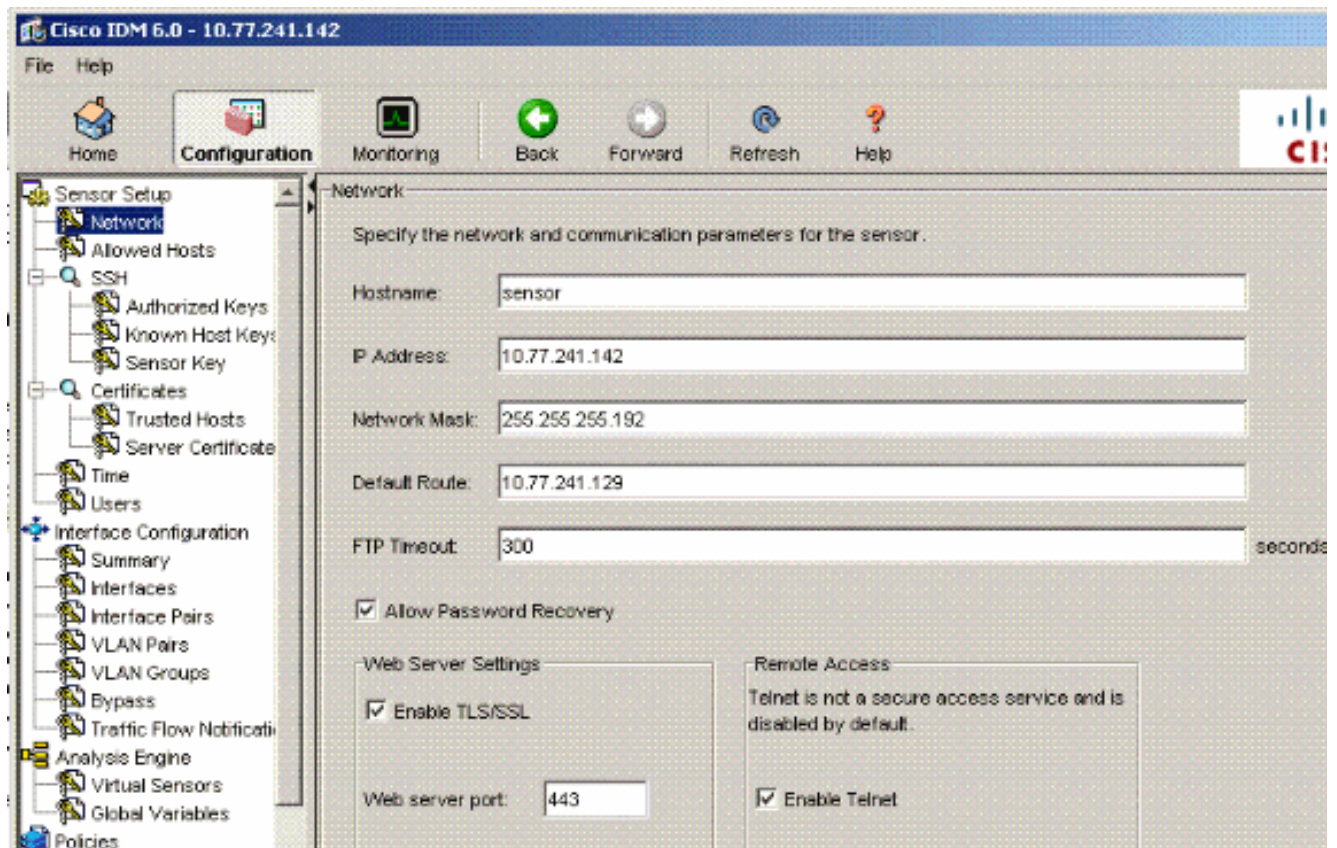 Cisco IDM 6.0 - 10.77.241.142
File Help
Home Configuration Monitoring Back Forward Refresh Help
Sensor Setup
Network
Allowed Hosts
SSH
Authorized Keys
Known Host Keys
Sensor Key
Certificates
Trusted Hosts
Server Certificate
Time
Users
Interface Configuration
Summary
Interfaces
Interface Pairs
VLAN Pairs
VLAN Groups
Bypass
Traffic Flow Notificati
Analysis Engine
Virtual Sensors
Global Variables
Policies
Network
Specify the network and communication parameters for the sensor.
Hostname: sensor
IP Address: 10.77.241.142
Network Mask: 255.255.255.192
Default Route: 10.77.241.129
FTP Timeout: 300 seconds
Allow Password Recovery
Web Server Settings
Enable TLS/SSL
Web server port: 443
Remote Access
Telnet is not a secure access service and is
disabled by default.
Enable Telnet